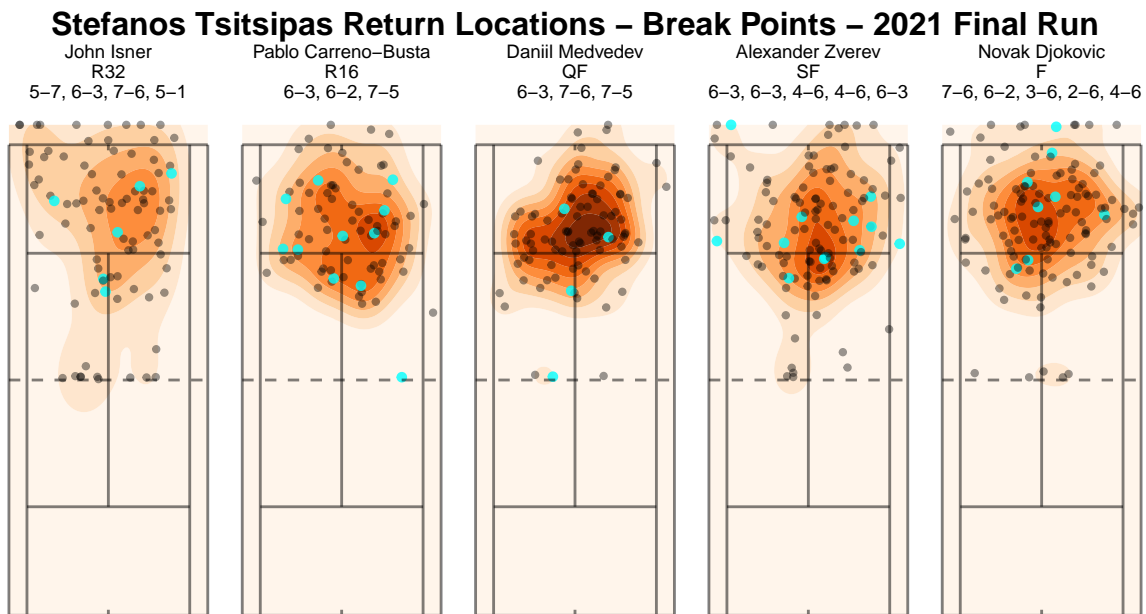 Stefanos Tsitsipas Return Locations – Break Points – 2021 Final Run
John Isner
R32
5–7, 6–3, 7–6, 5–1
Pablo Carreno–Busta
R16
6–3, 6–2, 7–5
Daniil Medvedev
QF
6–3, 7–6, 7–5
Alexander Zverev
SF
6–3, 6–3, 4–6, 4–6, 6–3
Novak Djokovic
F
7–6, 6–2, 3–6, 2–6, 4–6